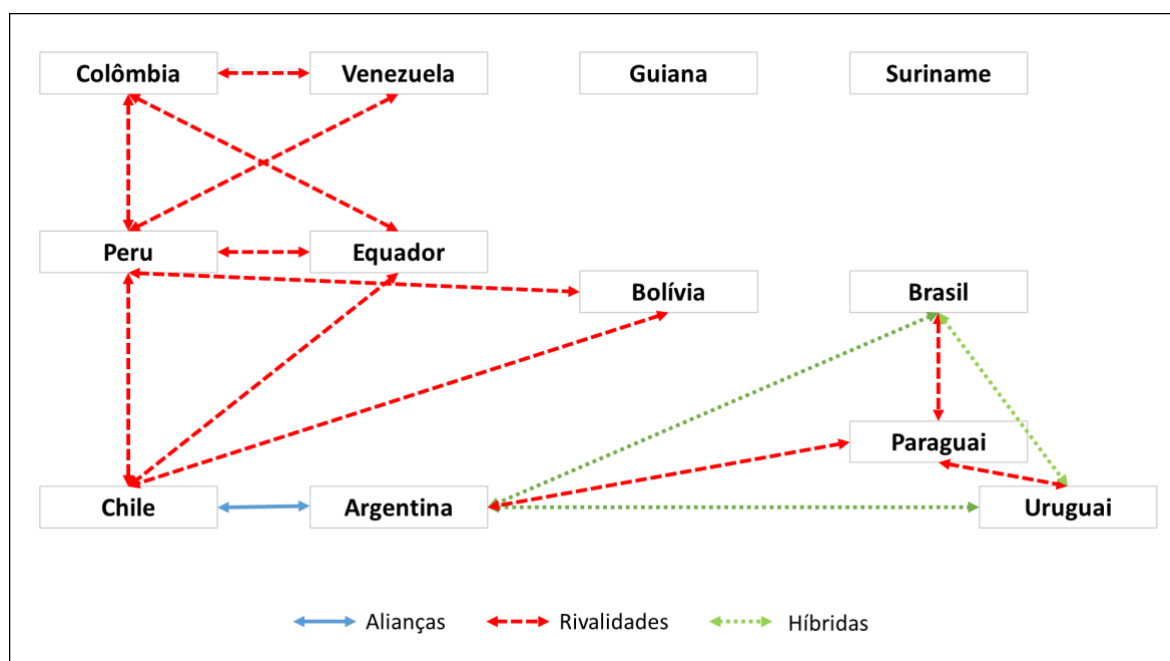 Colômbia
Venezuela
Guiana
Suriname
Peru
Equador
Bolívia
Brasil
Paraguai
Chile
Argentina
Uruguai
Alianças
Rivalidades
Híbridas